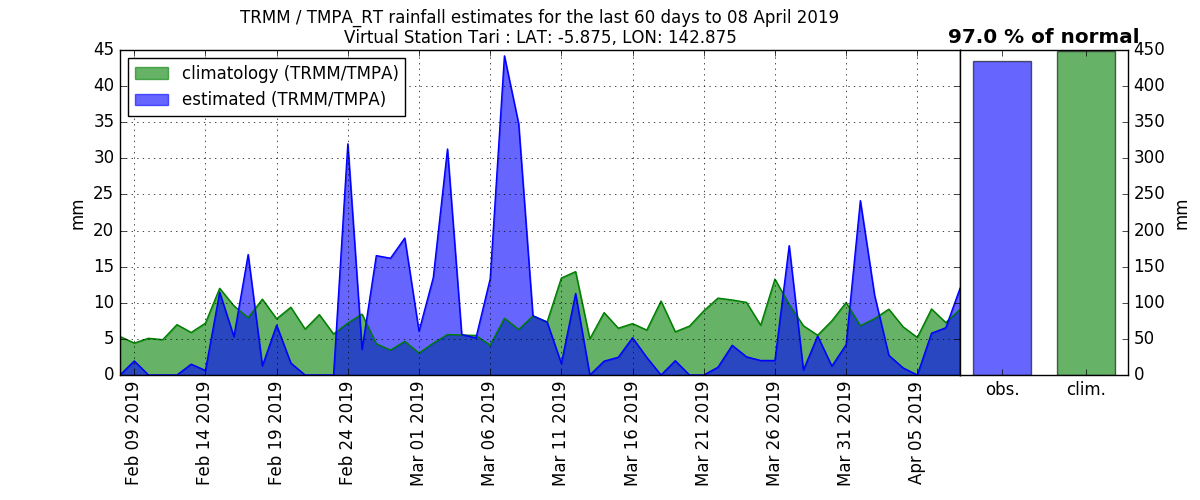 TRMM / TMPA_RT rainfall estimates for the last 60 days to 08 April 2019
Virtual Station Tari : LAT: -5.875, LON: 142.875
97.0 % of normal
climatology (TRMM/TMPA)
estimated (TRMM/TMPA)
45
40
35
30
25
20
15
10
5
0
mm
450
400
350
300
250
200
150
100
50
0
mm
obs.
clim.
Feb 09 2019
Feb 14 2019
Feb 19 2019
Feb 24 2019
Mar 01 2019
Mar 06 2019
Mar 11 2019
Mar 16 2019
Mar 21 2019
Mar 26 2019
Mar 31 2019
Apr 05 2019